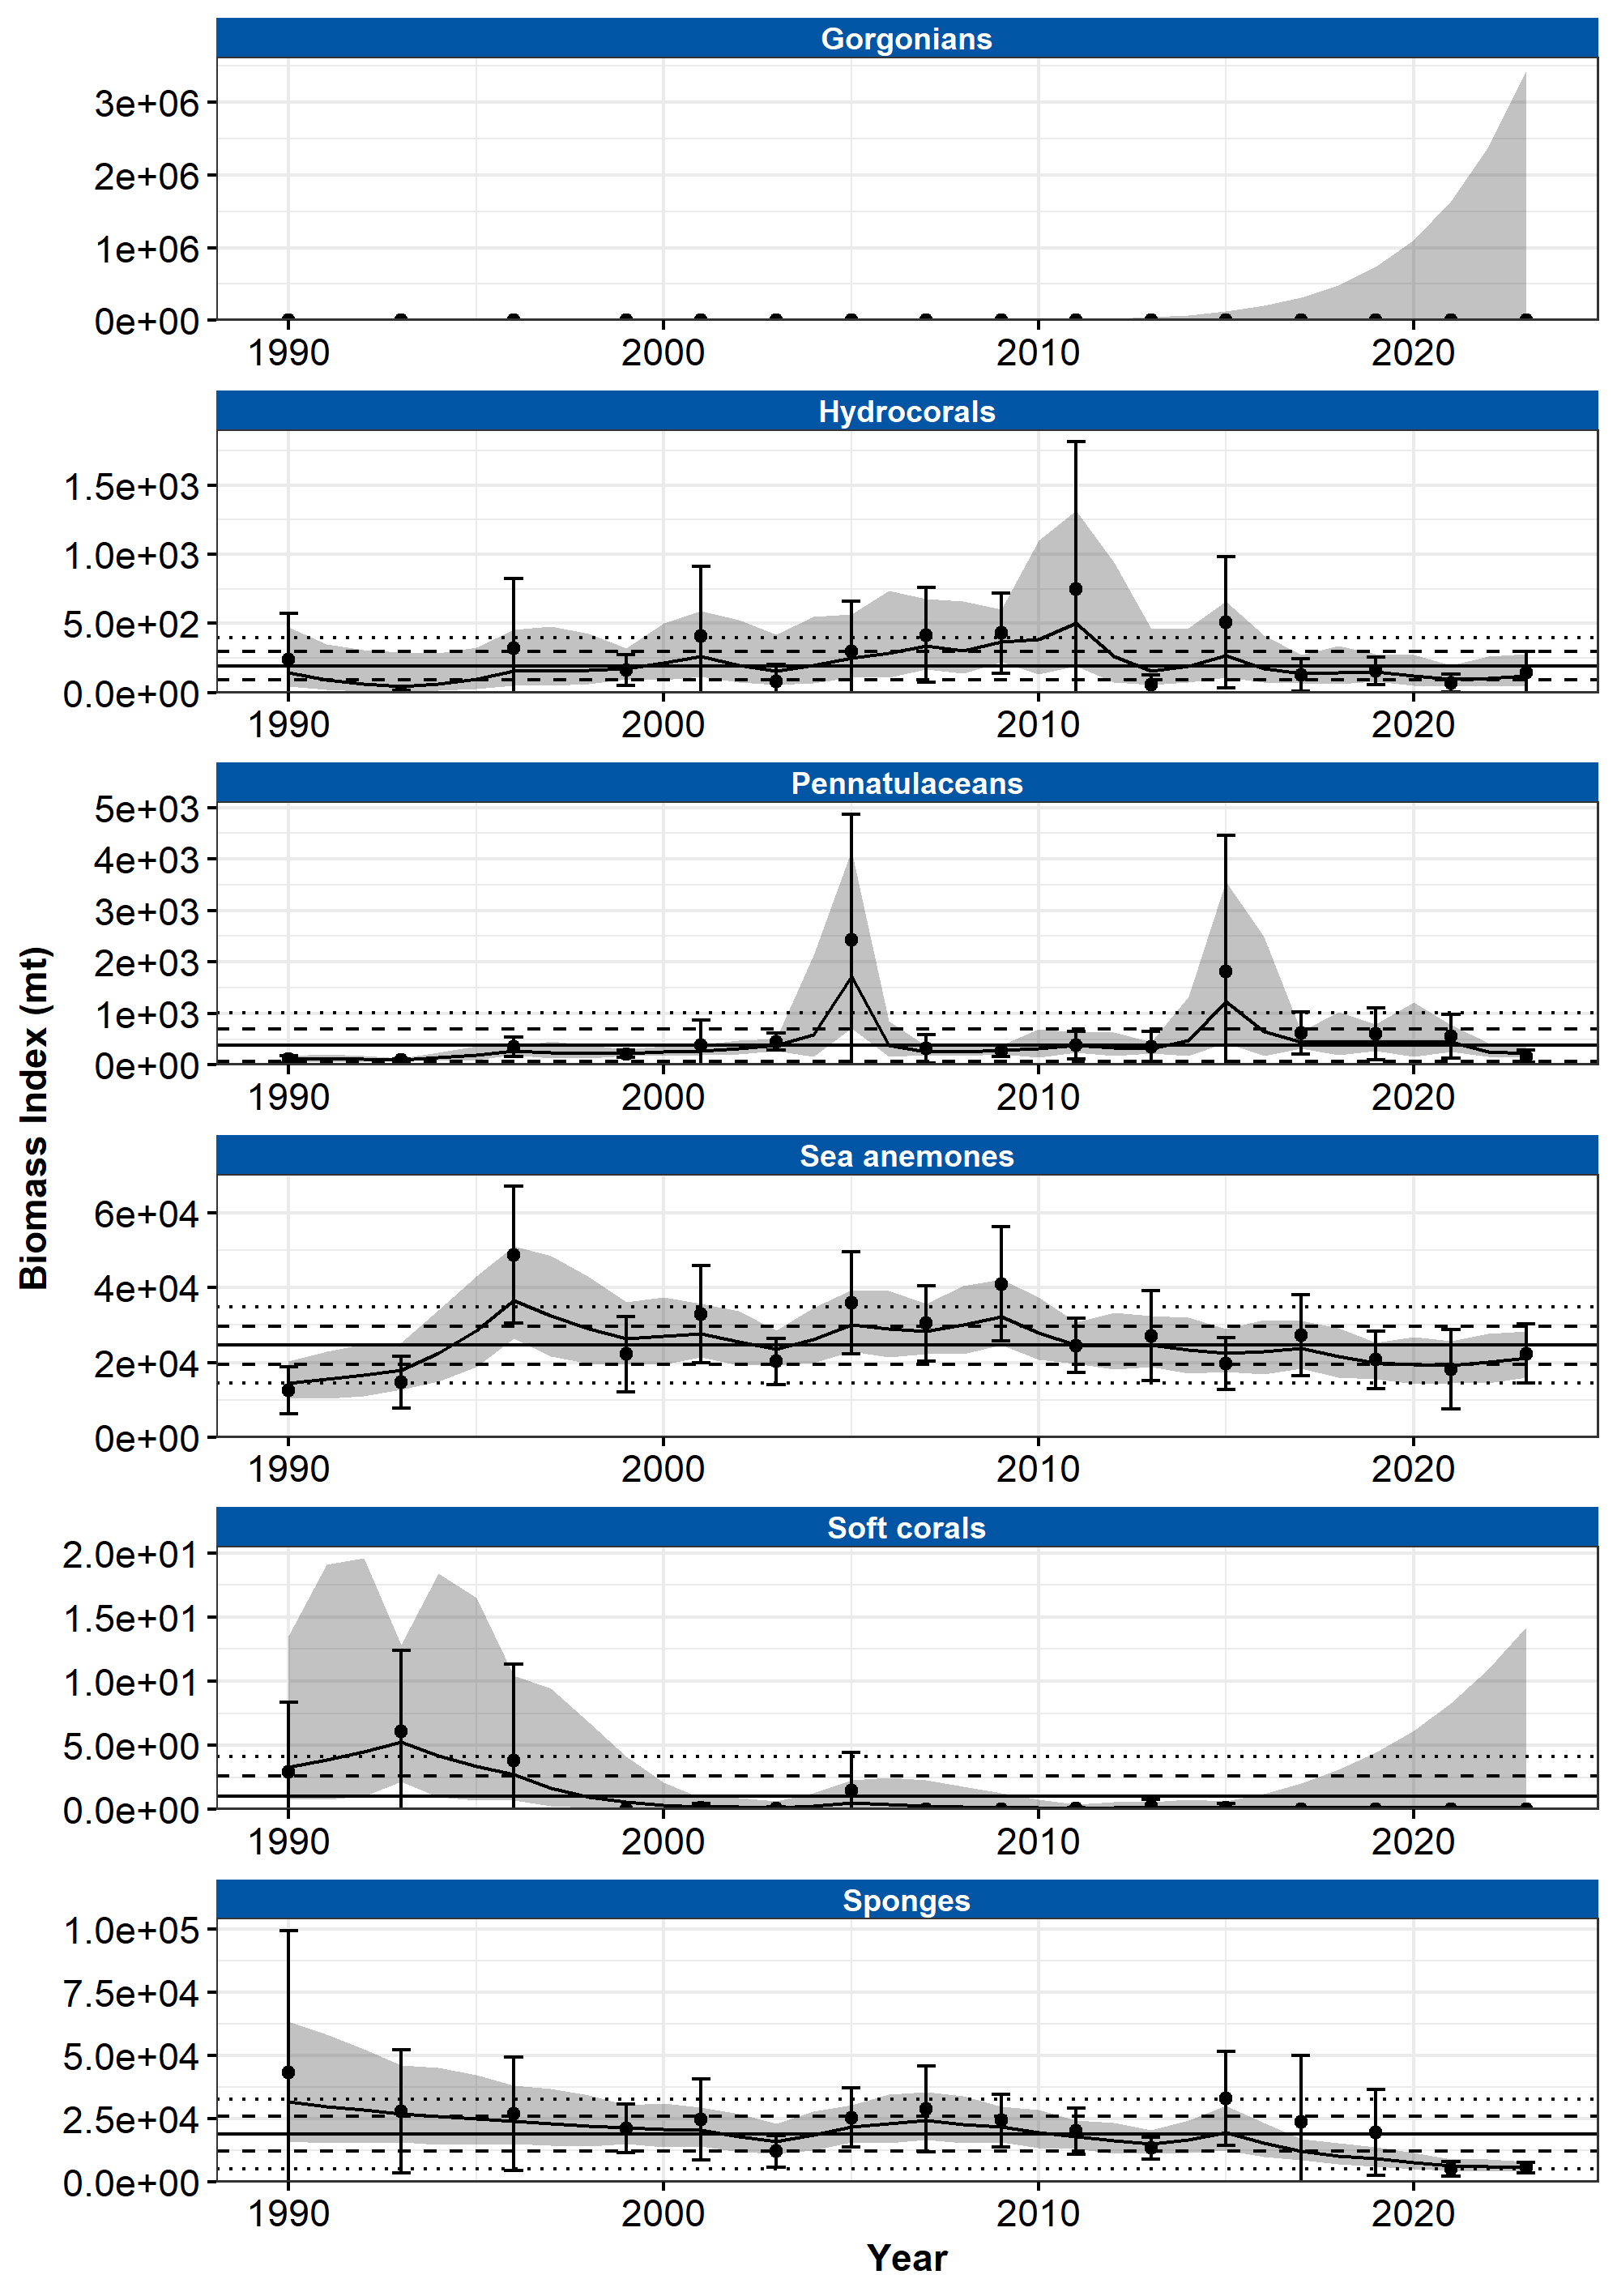 Gorgonians
3e+06
2e+06
1e+06
0e+00
1990 2000 2010 2020
Hydrocorals
1.5e+03
1.0e+03
5.0e+02
0.0e+00
1990 2000 2010 2020
Pennatulaceans
5e+03
4e+03
3e+03
2e+03
1e+03
0e+00
1990 2000 2010 2020
Biomass Index (mt)
Sea anemones
6e+04
4e+04
2e+04
0e+00
1990 2000 2010 2020
Soft corals
2.0e+01
1.5e+01
1.0e+01
5.0e+00
0.0e+00
1990 2000 2010 2020
Sponges
1.0e+05
7.5e+04
5.0e+04
2.5e+04
0.0e+00
1990 2000 2010 2020
Year